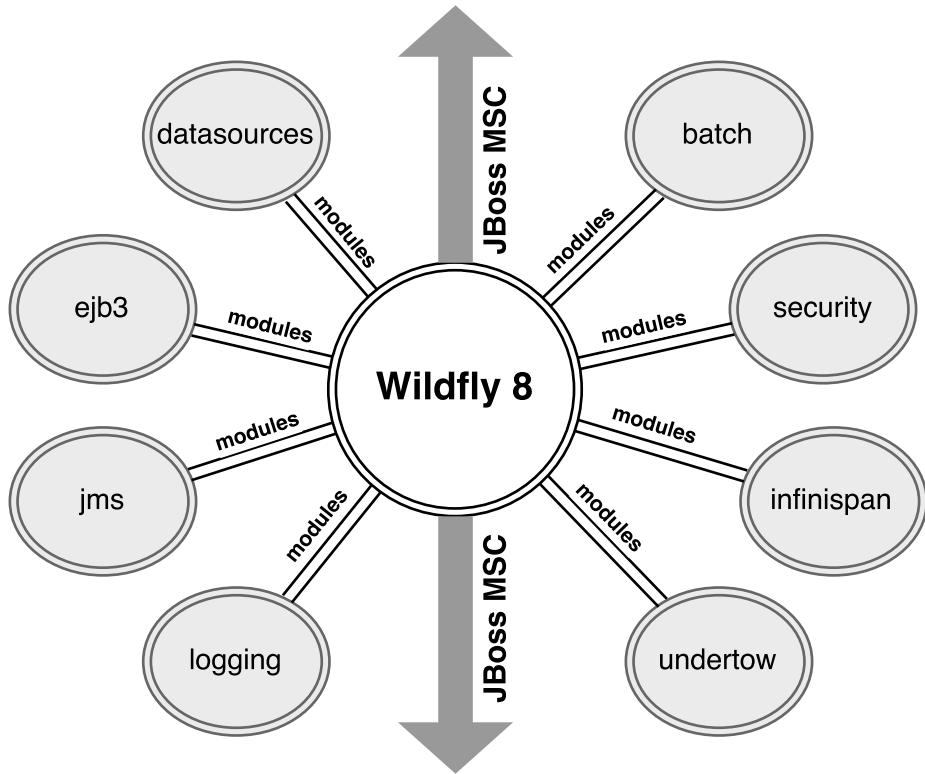 datasources
JBoss MSC
batch
modules
modules
ejb3
modules
modules
security
Wildfly 8
jms
modules
modules
infinispan
modules
modules
logging
JBoss MSC
undertow